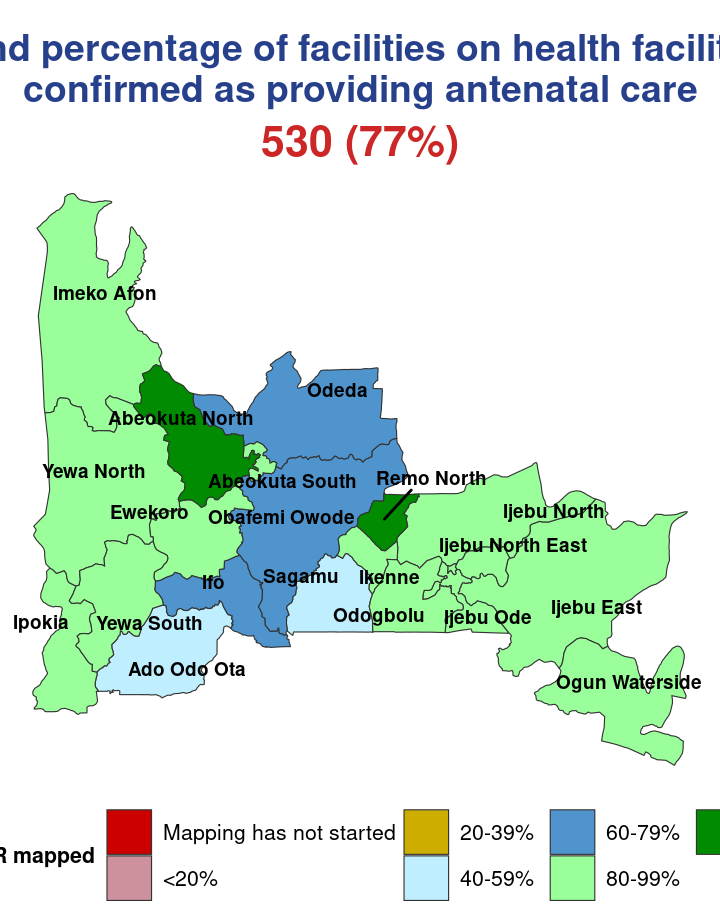 percentage of facilities on health
confirmed as providing antenatal care
530 (77%)
Imeko Afon
Odeda
Abeokuta North
Yewa North
Abeokuta South
Remo North
Ewekoro
Obafemi Owode
Ijebu North
Ijebu North East
Ifo
Sagamu
Ikenne
Ipokia
Yewa South
Odogbolu
Ijebu Ode
Ijebu East
Ado Odo Ota
Ogun Waterside
mapped
Mapping has not started
20-39%
60-79%
<20%
40-59%
80-99%